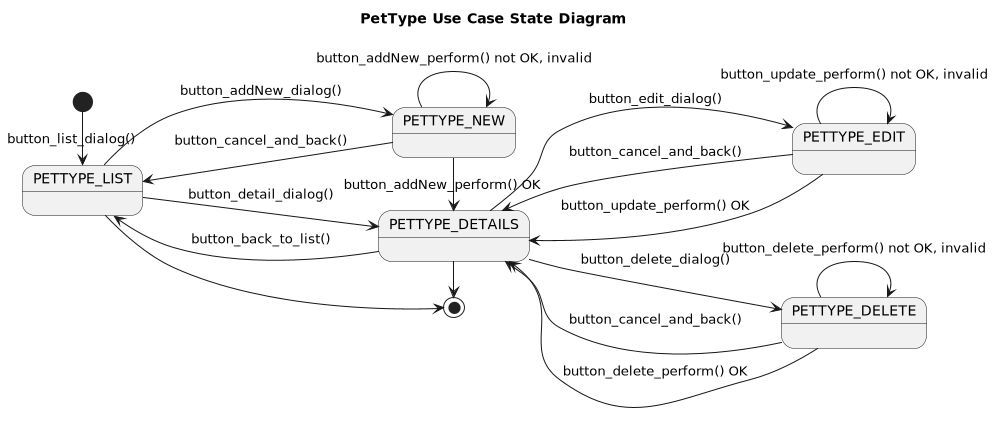 PetType Use Case State Diagram
button_addNew_perform() not OK, invalid
button_update_perform() not OK, invalid
button_addNew_dialog()
button_edit_dialog()
PETTYPE_NEW
PETTYPE_EDIT
button_list_dialog()
button_cancel_and_back()
button_cancel_and_back()
PETTYPE_LIST
button_addNew_perform() OK
button_detail_dialog()
button_update_perform() OK
PETTYPE_DETAILS
button_back_to_list()
button_delete_perform() not OK, invalid
button_delete_dialog()
PETTYPE_DELETE
button_cancel_and_back()
button_delete_perform() OK